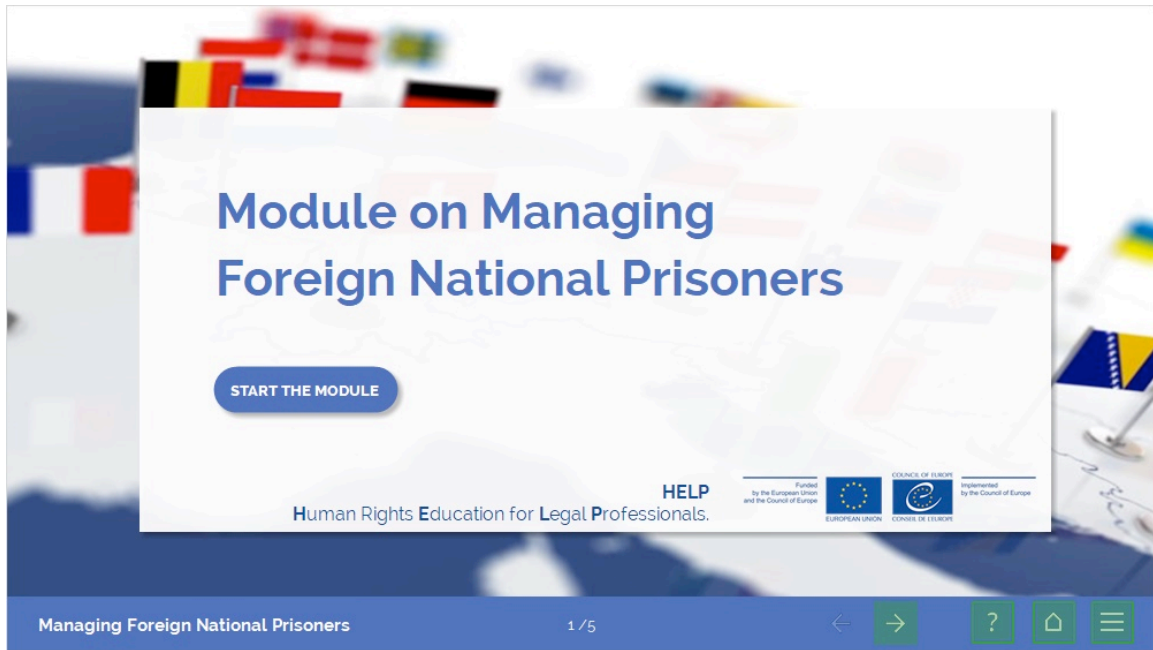 Module on Managing
Foreign National Prisoners
START THE MODULE
HELP
Human Rights Education for Legal Professionals.
Funded
by the European Union
and the Council of Europe
EUROPEAN UNION
COUNCIL OF EUROPE
CONSEIL DE L'EUROPE
Implemented
by the Council of Europe
Managing Foreign National Prisoners
1 /5
?